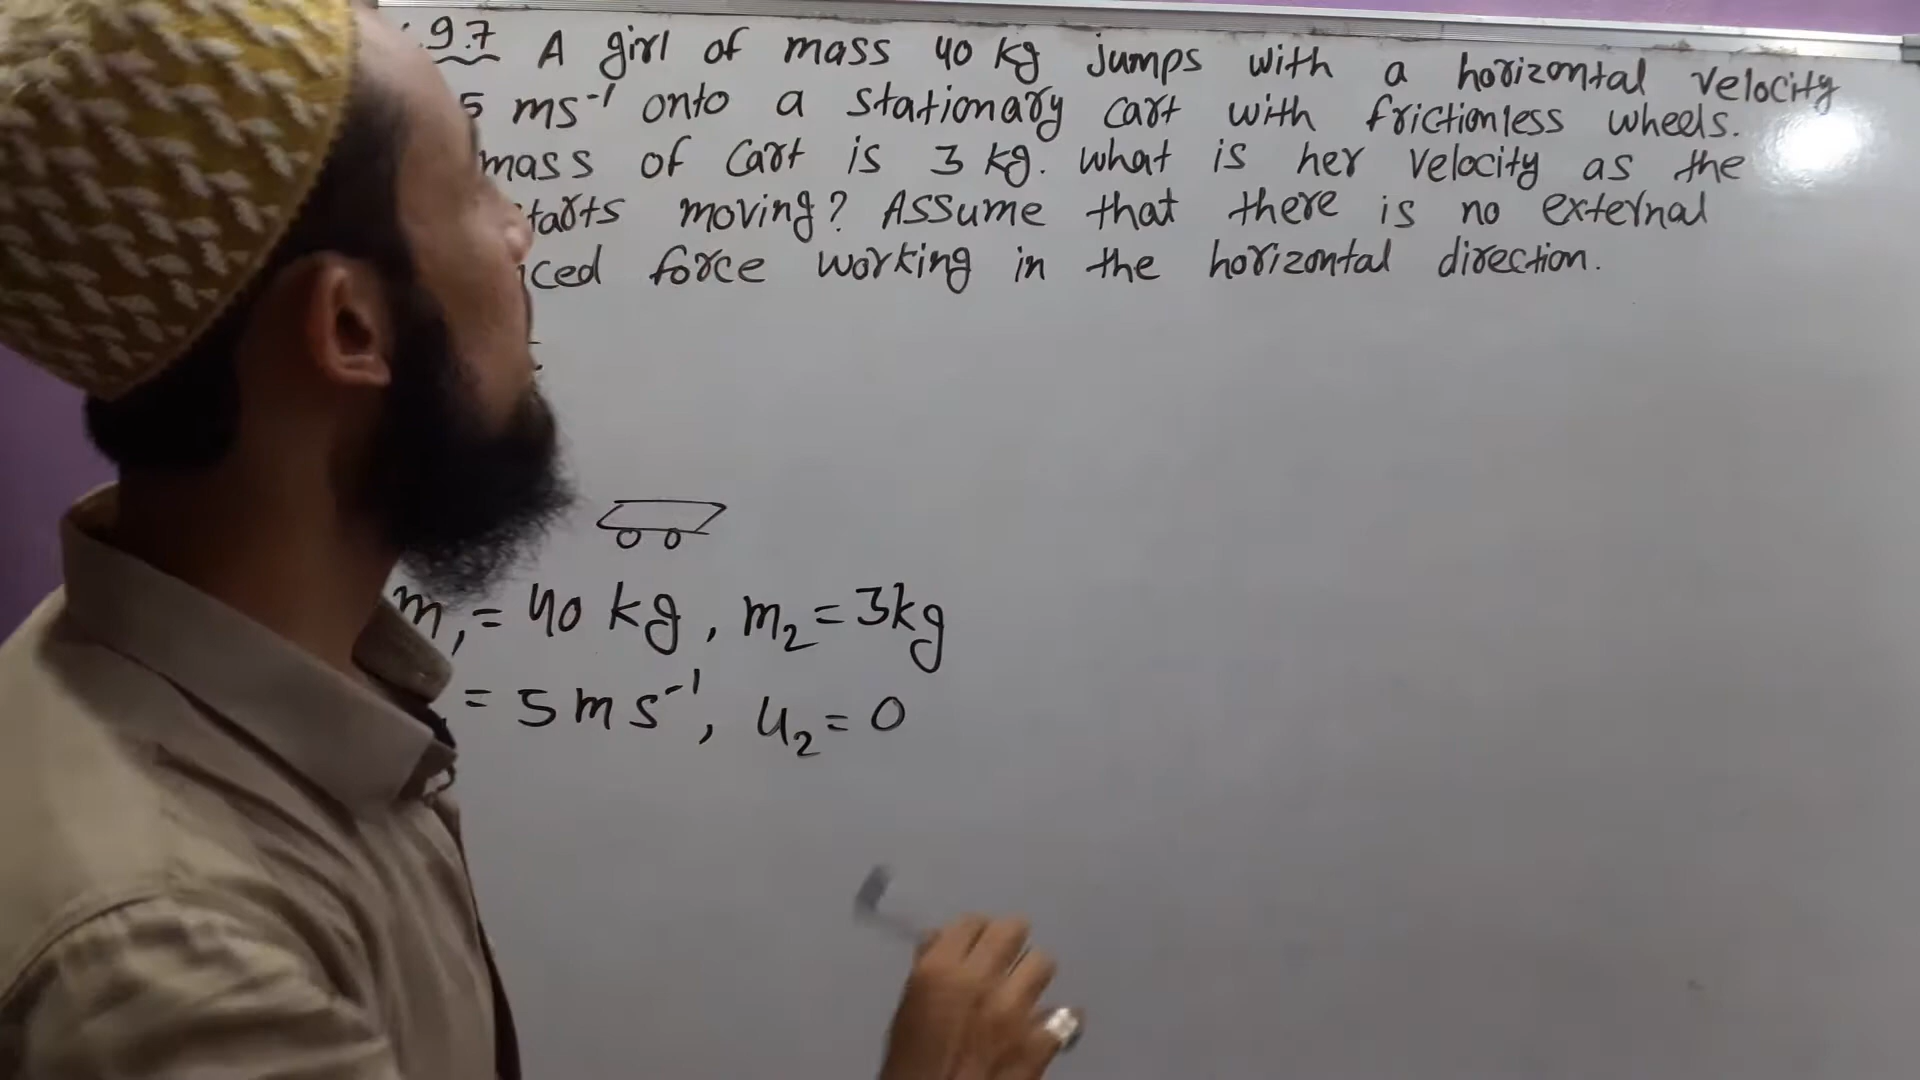 9.7 A girl of mass 40 kg jumps with a horizontal velocity
5 ms⁻¹ onto a stationary cart with frictionless wheels.
mass of cart is 3 kg. what is her velocity as the
tarts moving? Assume that there is no external
ced force working in the horizontal direction.
m₁ = 40 kg, m₂ = 3kg
= 5 m s⁻¹, u₂ = 0